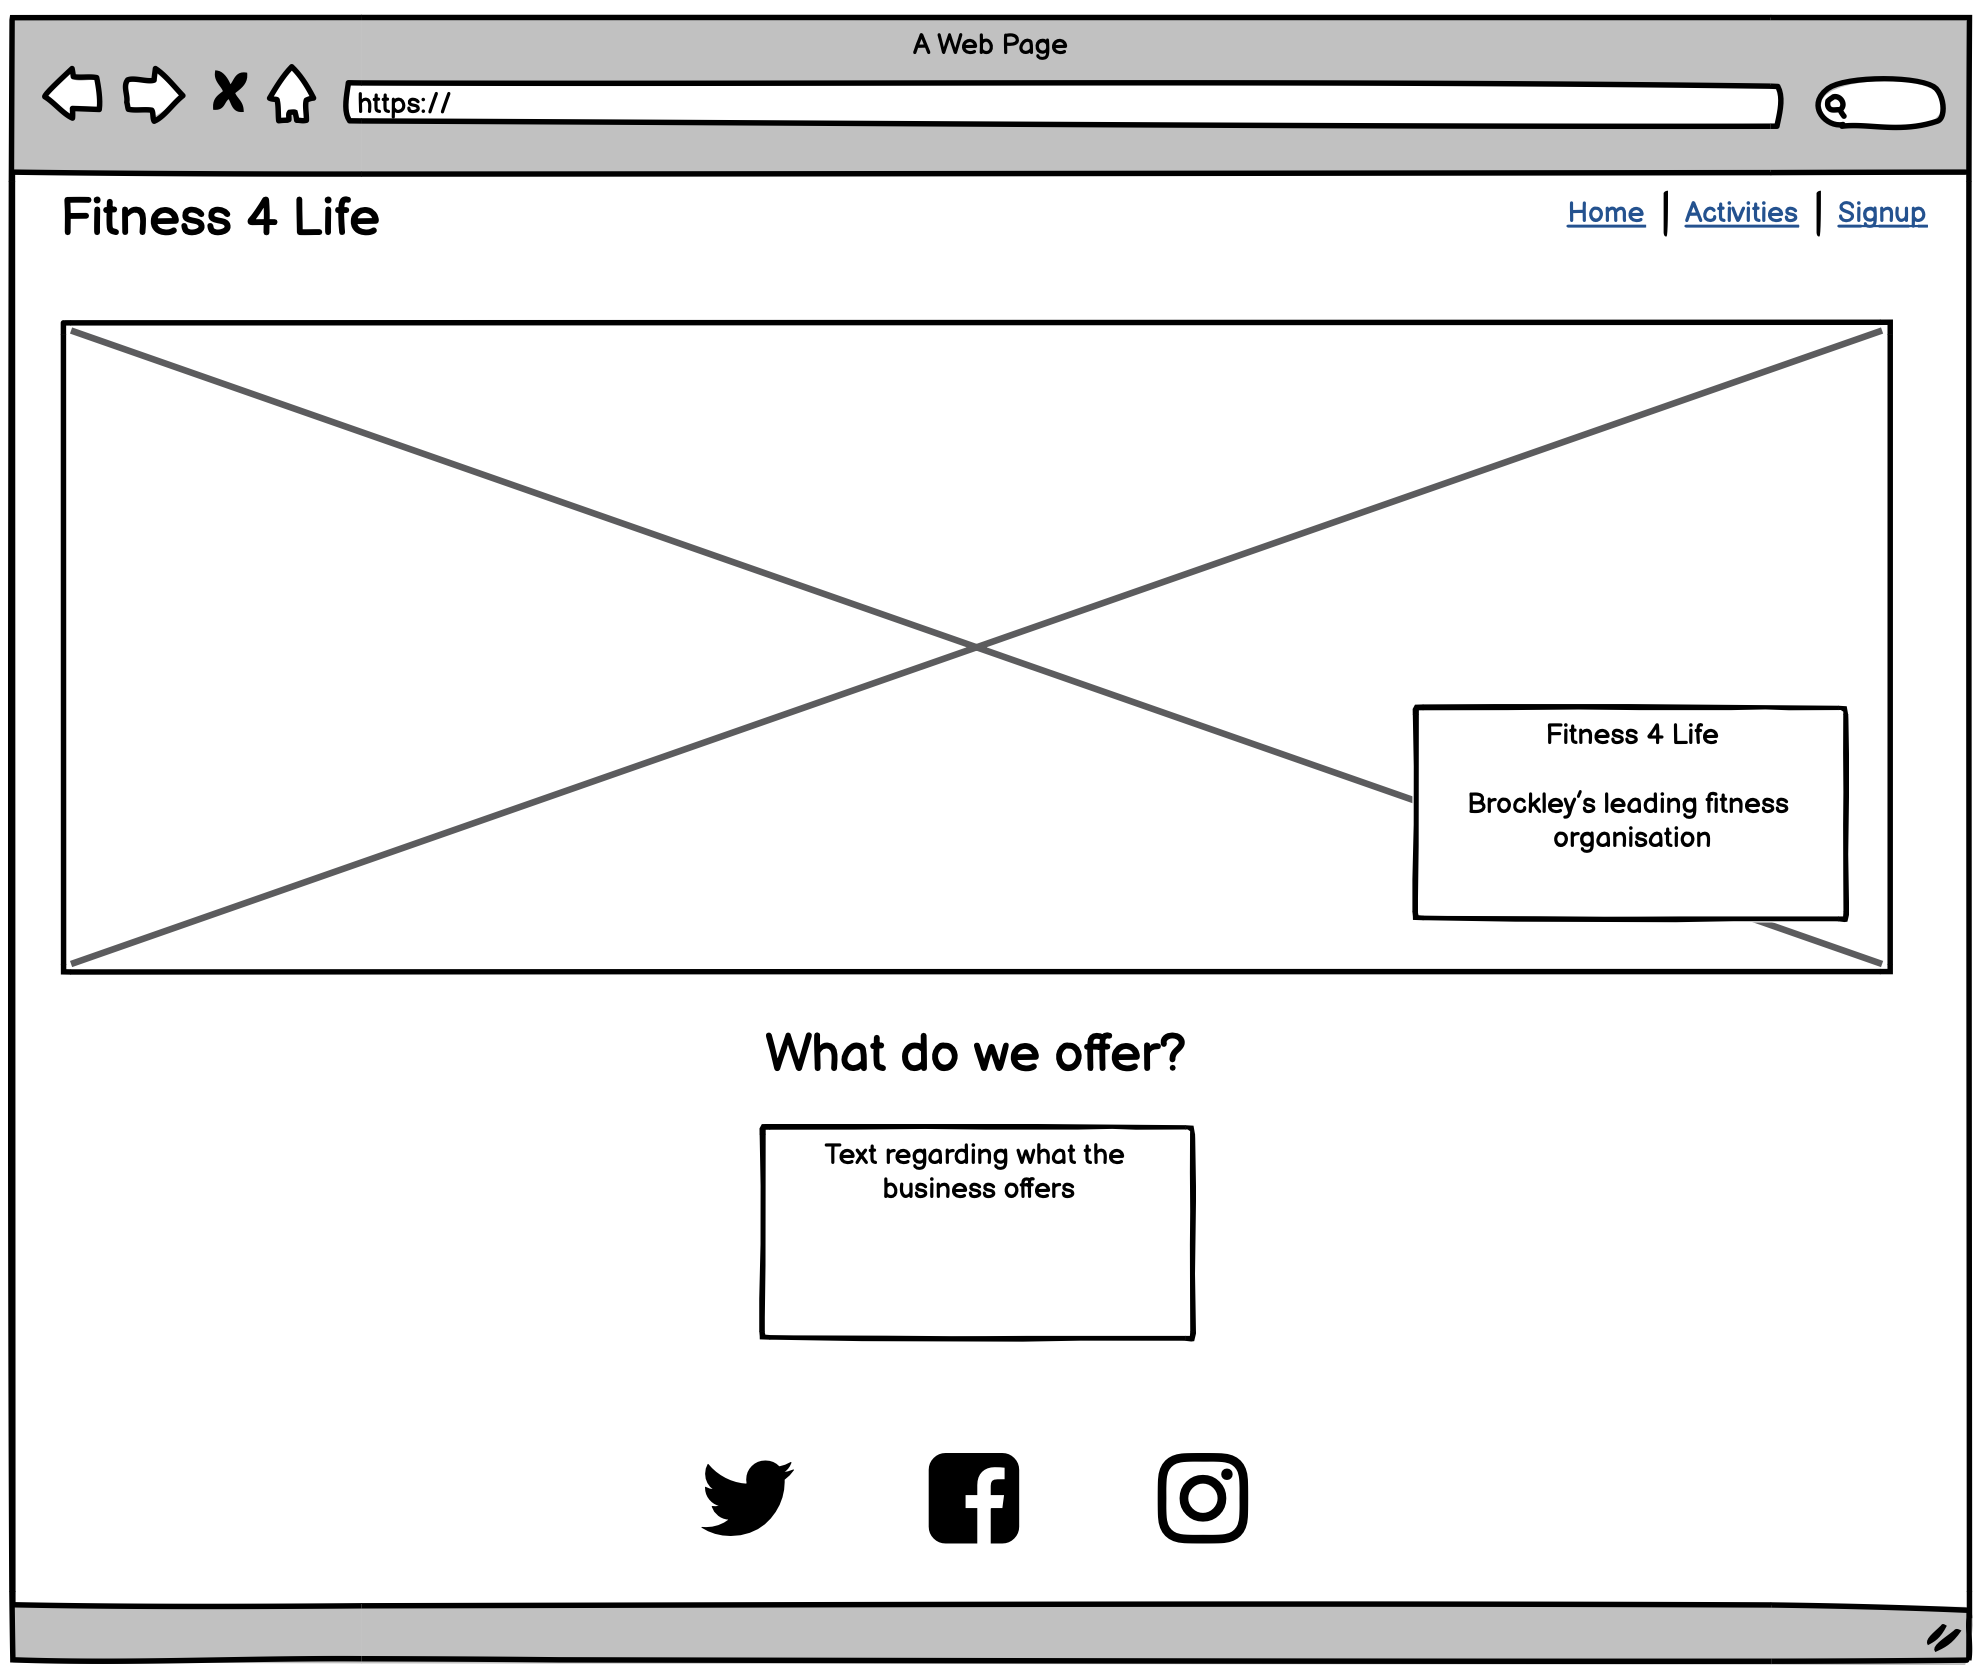 A Web Page
https://
Fitness 4 Life
Home
Activities
Signup
Fitness 4 Life
Brockley's leading fitness
organisation
What do we offer?
Text regarding what the
business offers